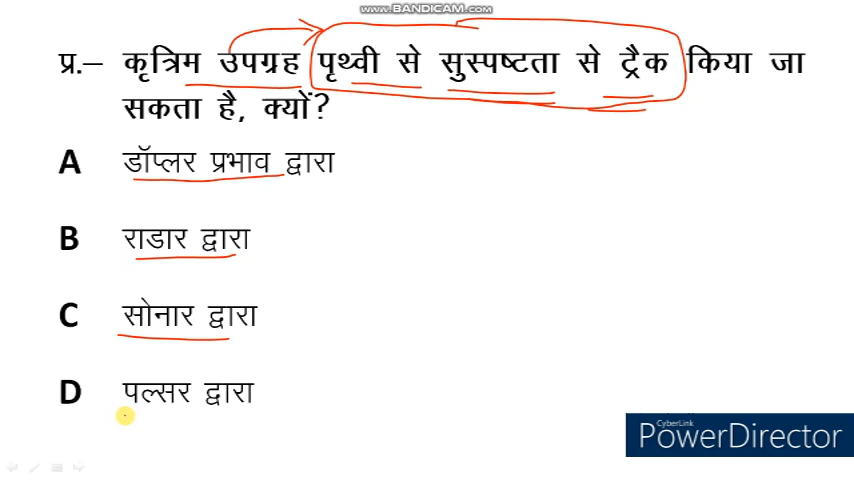 www.BANDICAM.com
प्र.– कृत्रिम उपग्रह पृथ्वी से सुस्पष्टता से ट्रैक किया जा
सकता है, क्यों?
A डॉप्लर प्रभाव द्वारा
B राडार द्वारा
C सोनार द्वारा
D पल्सर द्वारा
CyberLink
PowerDirector